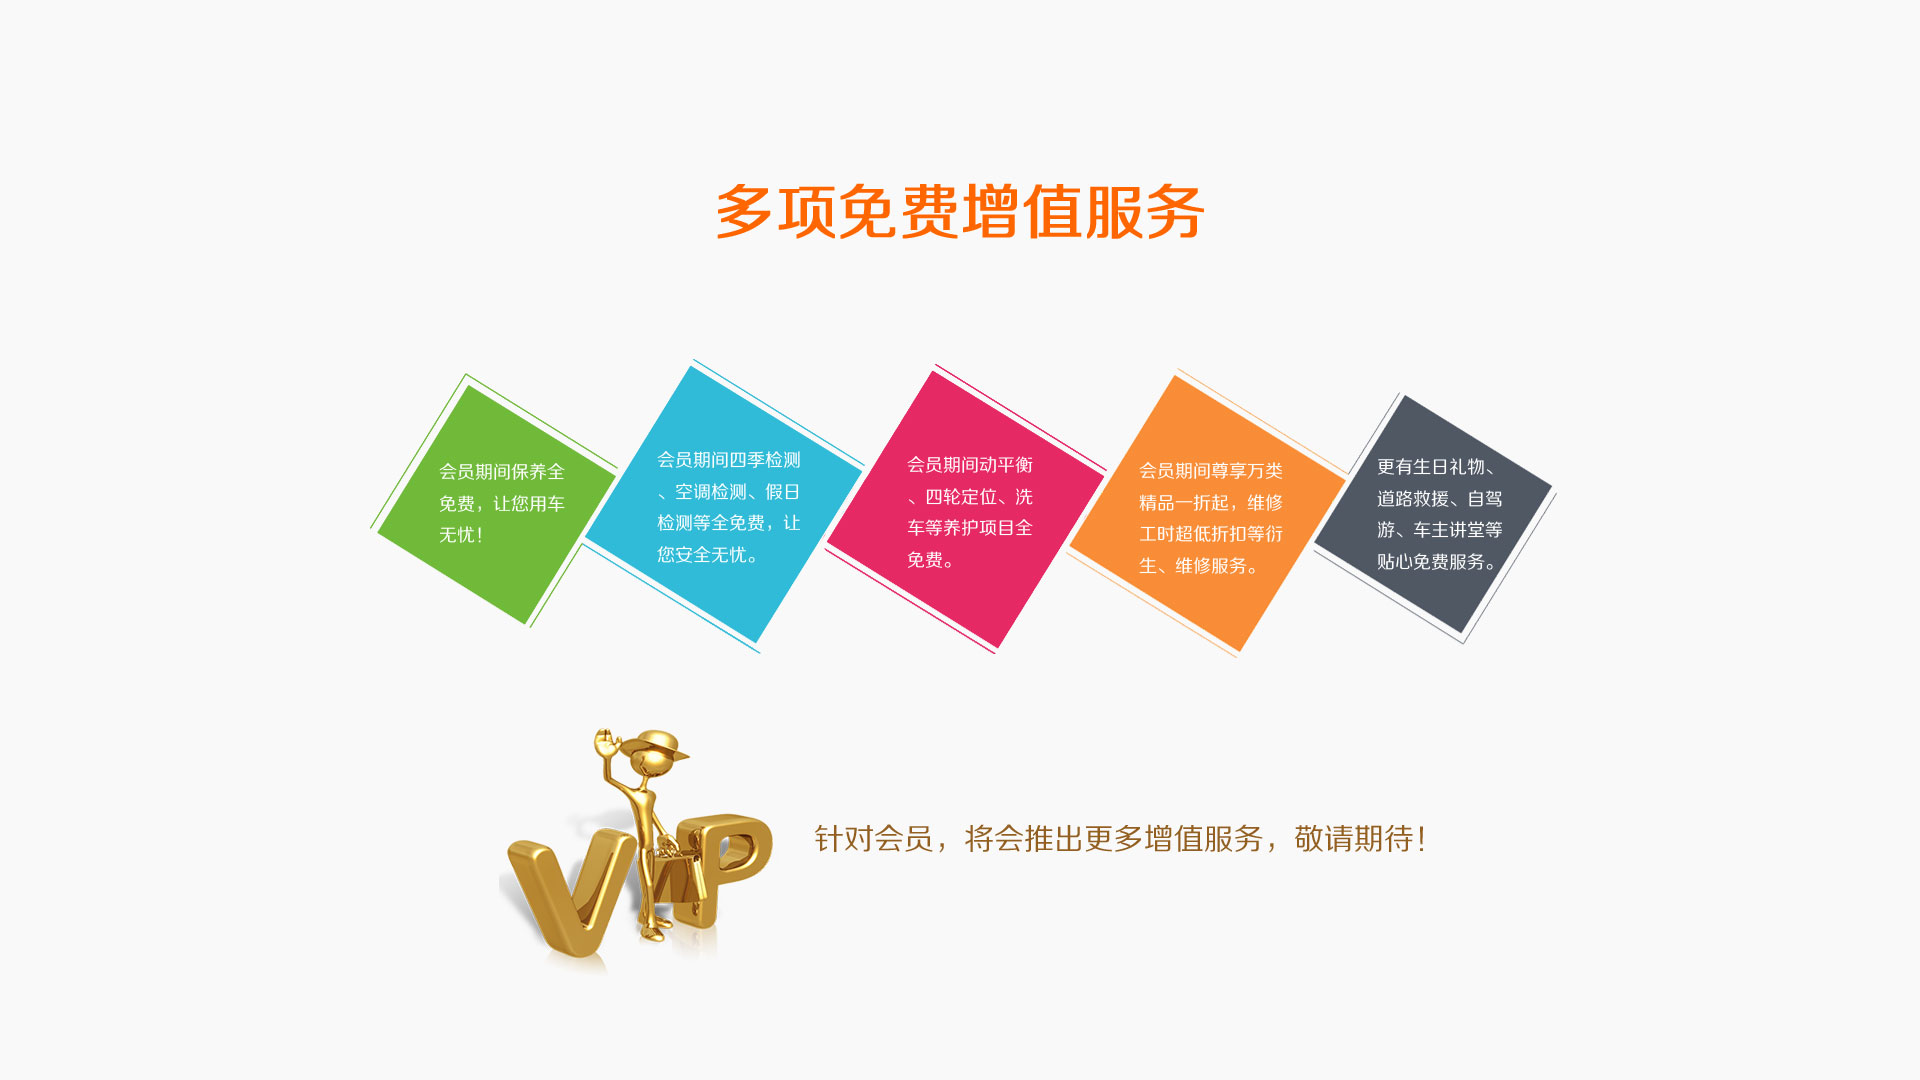 多项免费增值服务
会员期间保养全
免费，让您用车
无忧！
会员期间四季检测
、空调检测、假日
检测等全免费，让
您安全无忧。
会员期间动平衡
、四轮定位、洗
车等养护项目全
免费。
会员期间尊享万类
精品一折起，维修
工时超低折扣等衍
生、维修服务。
更有生日礼物、
道路救援、自驾
游、车主讲堂等
贴心免费服务。
VIP
针对会员，将会推出更多增值服务，敬请期待！